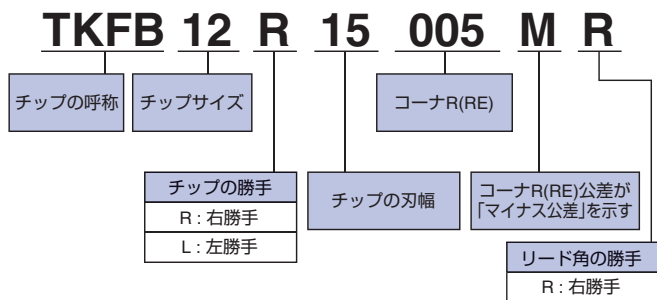 TKFB 12 R 15 005 M R
チップの呼称
チップサイズ
コーナR(RE)
チップの勝手
R : 右勝手
L : 左勝手
チップの刃幅
コーナR(RE)公差が
「マイナス公差」を示す
リード角の勝手
R : 右勝手